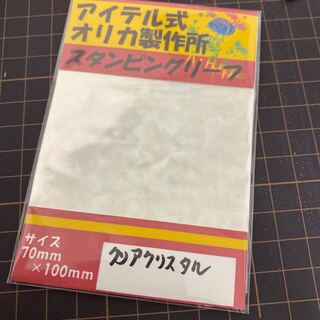 アイテル式
オリカ製作所
スタンピングリーフ
サイズ
70mm
×100mm
クリアクリスタル